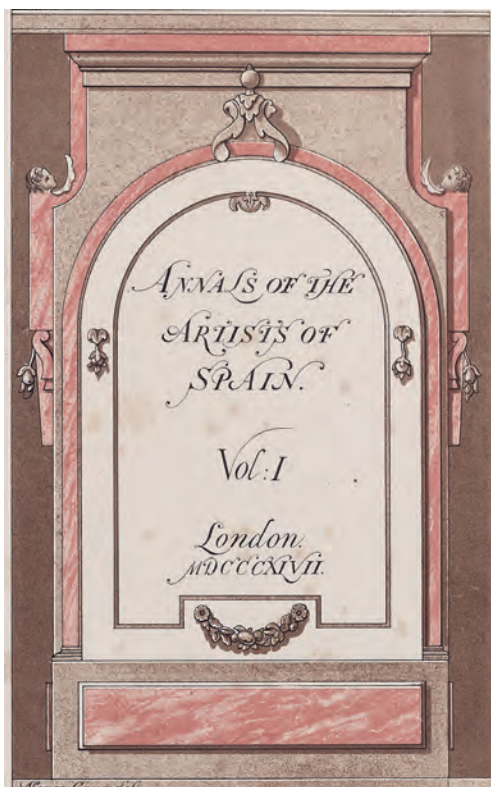 ANNALS OF THE
ARTISTS OF
SPAIN.
Vol: I
London.
MDCCCXLVII.